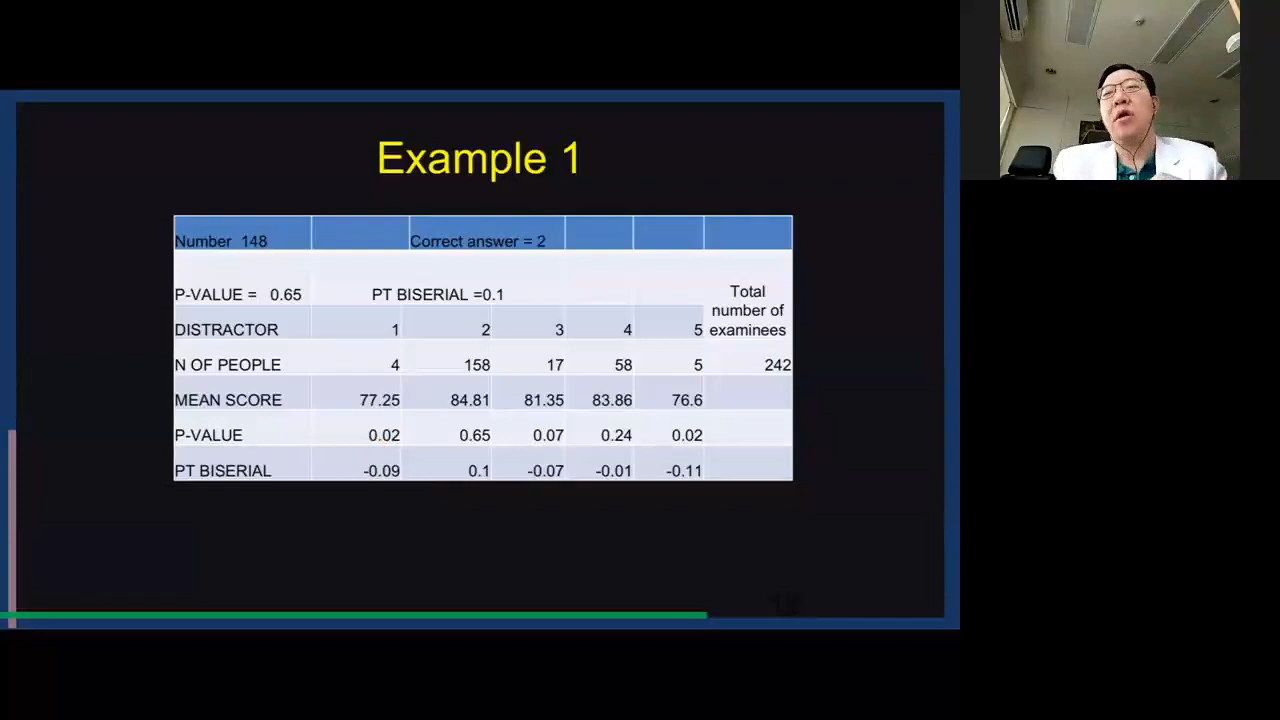 Example 1
Number 148 Correct answer = 2
P-VALUE = 0.65 PT BISERIAL =0.1 Total number of examinees
DISTRACTOR 1 2 3 4 5
N OF PEOPLE 4 158 17 58 5 242
MEAN SCORE 77.25 84.81 81.35 83.86 76.6
P-VALUE 0.02 0.65 0.07 0.24 0.02
PT BISERIAL -0.09 0.1 -0.07 -0.01 -0.11